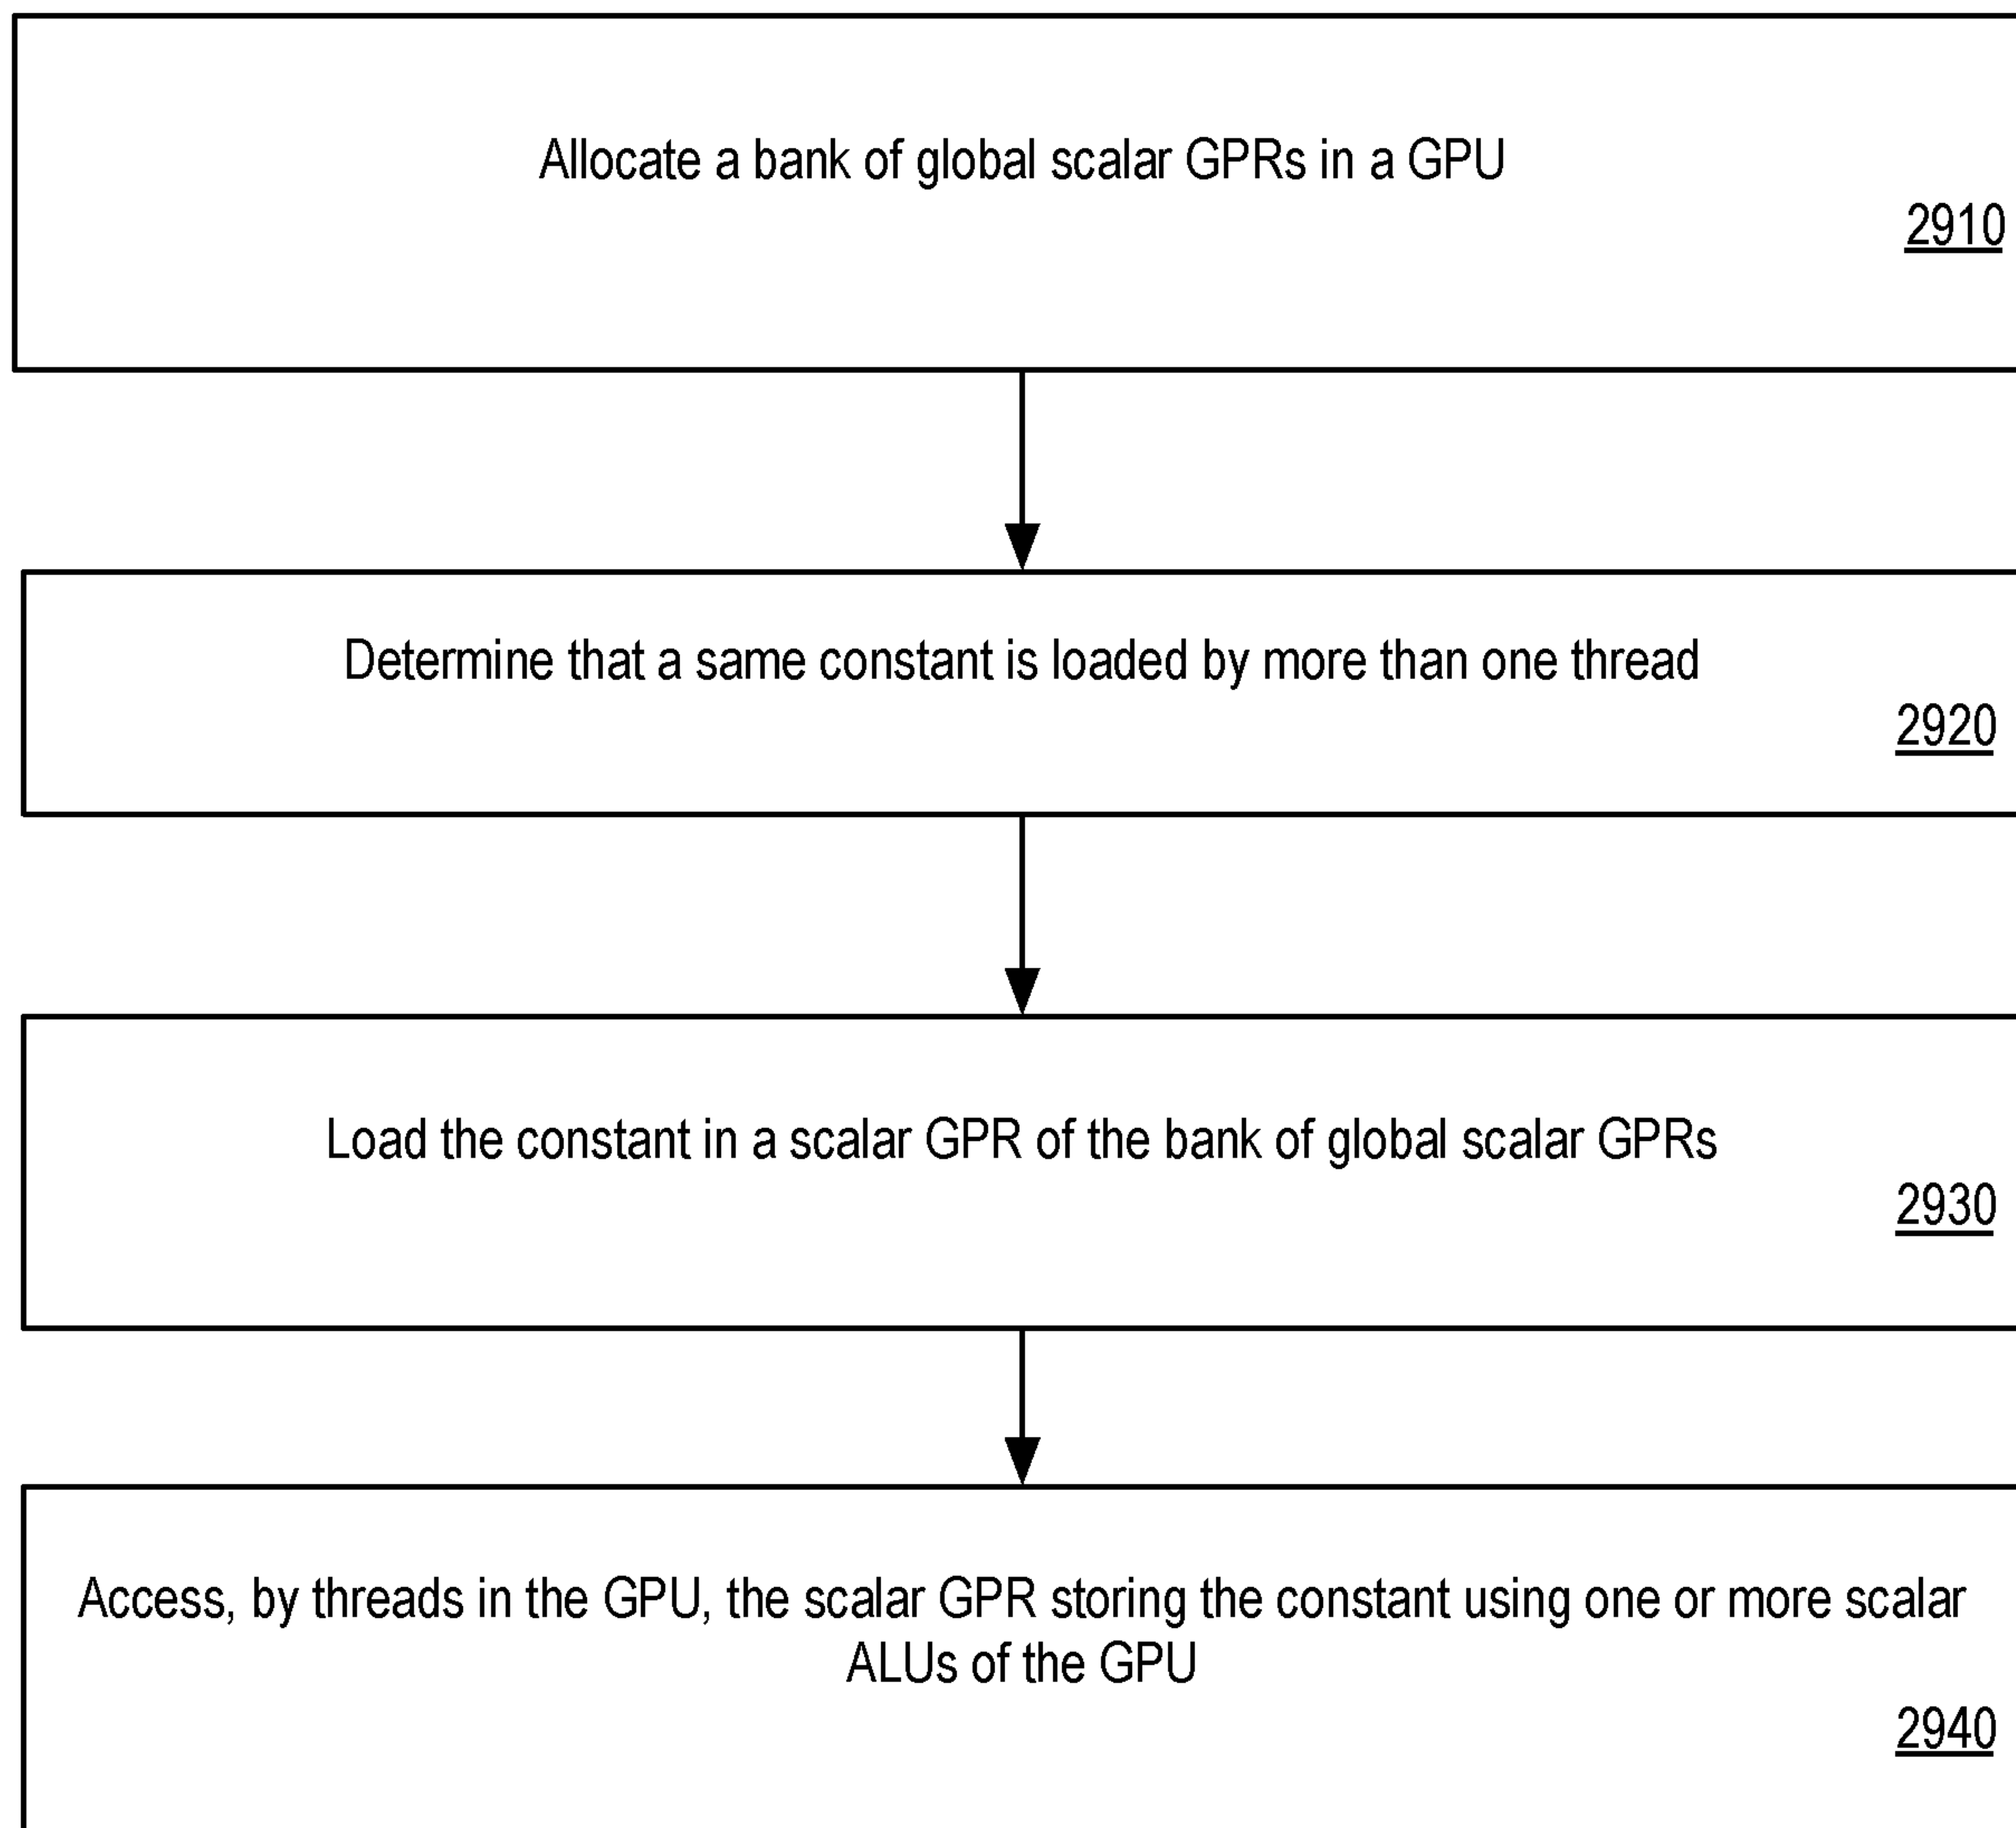 Allocate a bank of global scalar GPRs in a GPU
2910
Determine that a same constant is loaded by more than one thread
2920
Load the constant in a scalar GPR of the bank of global scalar GPRs
2930
Access, by threads in the GPU, the scalar GPR storing the constant using one or more scalar
ALUs of the GPU
2940